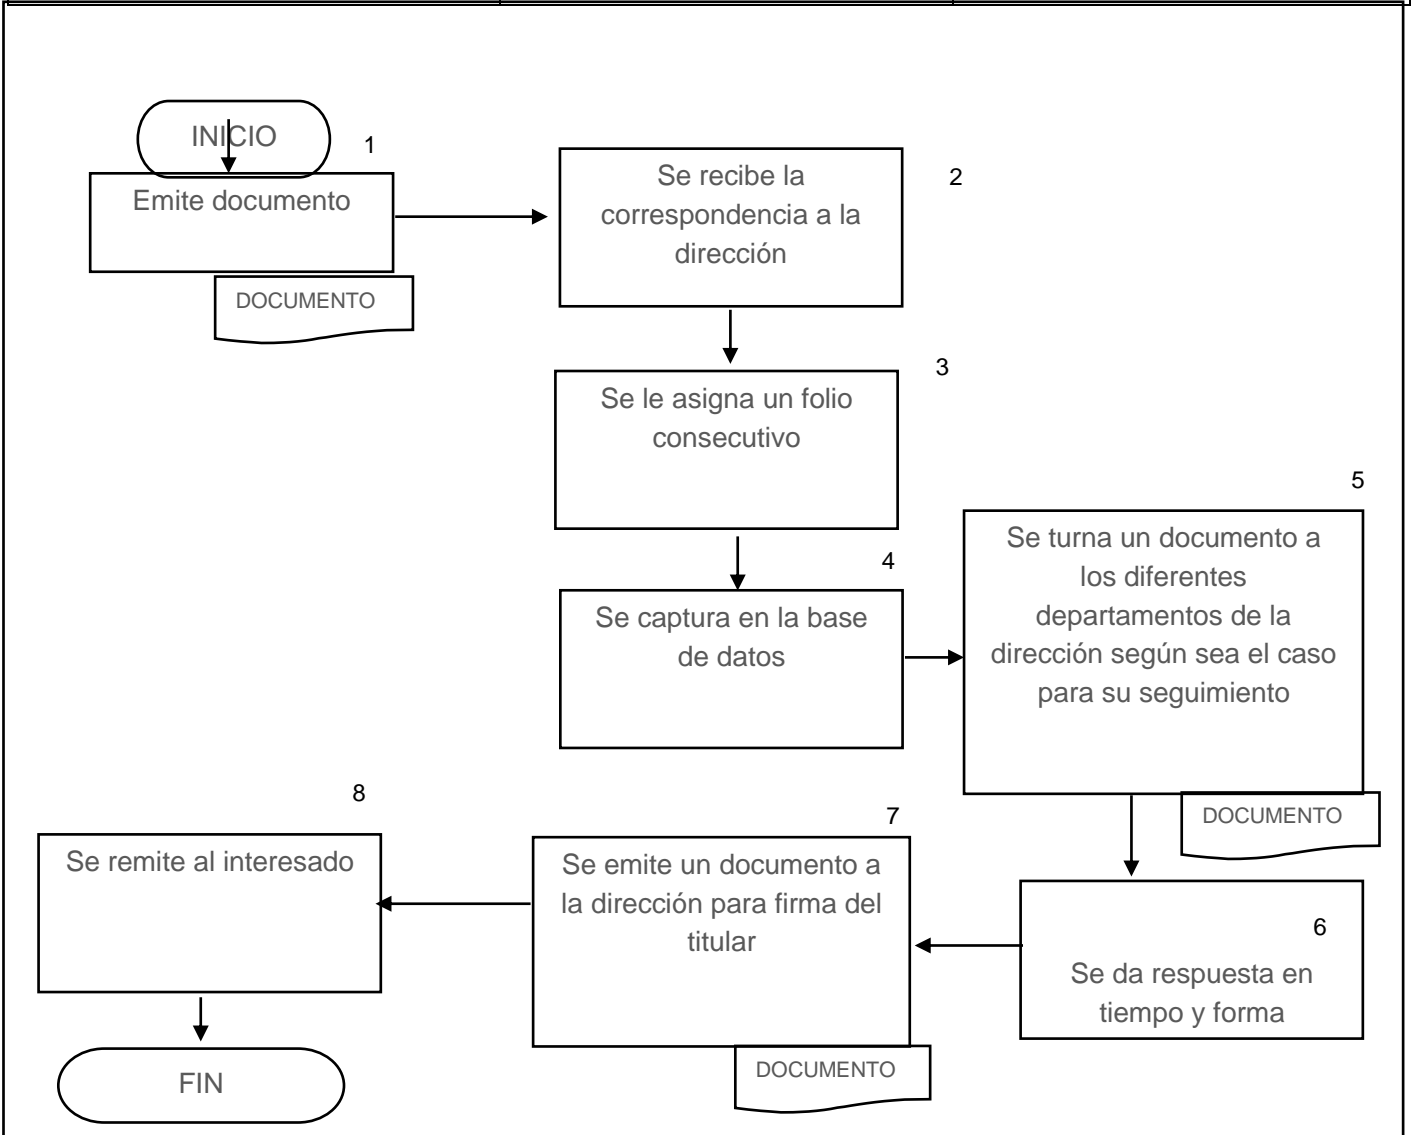 INICIO
1
Emite documento
DOCUMENTO
2
Se recibe la
correspondencia a la
dirección
3
Se le asigna un folio
consecutivo
4
Se captura en la base
de datos
5
Se turna un documento a
los diferentes
departamentos de la
dirección según sea el caso
para su seguimiento
DOCUMENTO
6
Se da respuesta en
tiempo y forma
7
Se emite un documento a
la dirección para firma del
titular
DOCUMENTO
8
Se remite al interesado
FIN